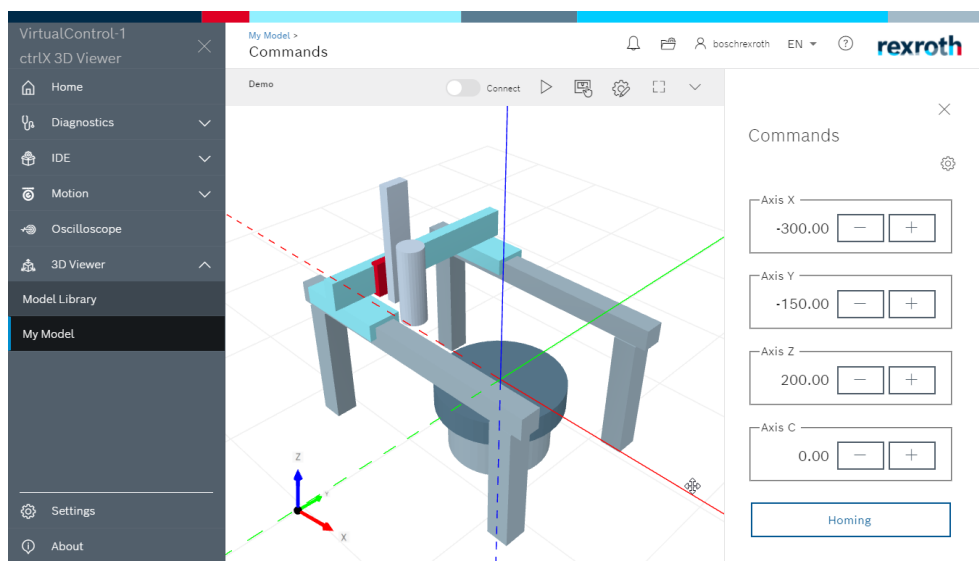 VirtualControl-1
ctrlX 3D Viewer
Home
Diagnostics
IDE
Motion
Oscilloscope
3D Viewer
Model Library
My Model
Settings
About
My Model >
Commands
boschrexroth
EN
rexroth
Demo
Connect
Z
Y
X
Commands
Axis X
-300.00
Axis Y
-150.00
Axis Z
200.00
Axis C
0.00
Homing